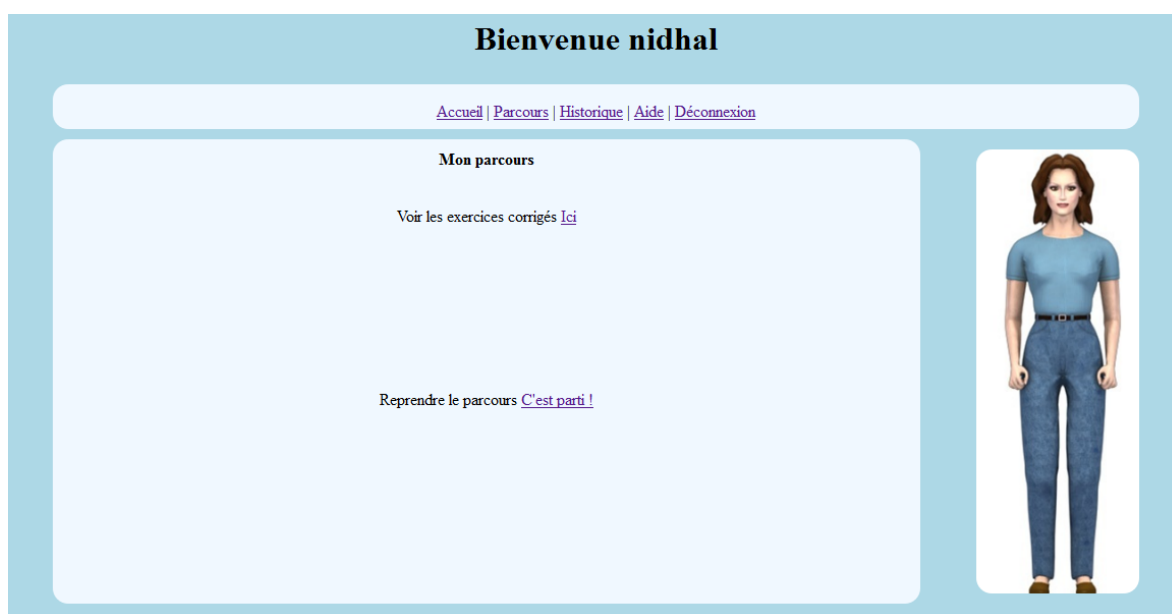 Bienvenue nidhal
Accueil | Parcours | Historique | Aide | Déconnexion
Mon parcours
Voir les exercices corrigés Ici
Reprendre le parcours C'est parti !